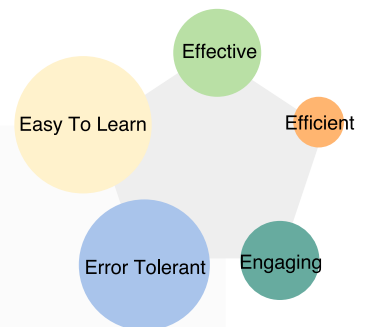 Effective
Easy To Learn
Efficient
Error Tolerant
Engaging